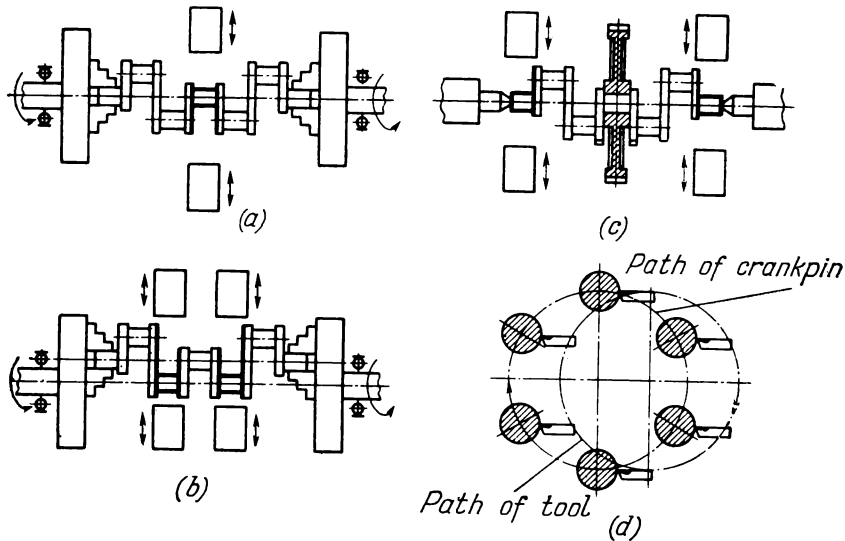 (a)
(c)
(b)
Path of crankpin
Path of tool
(d)